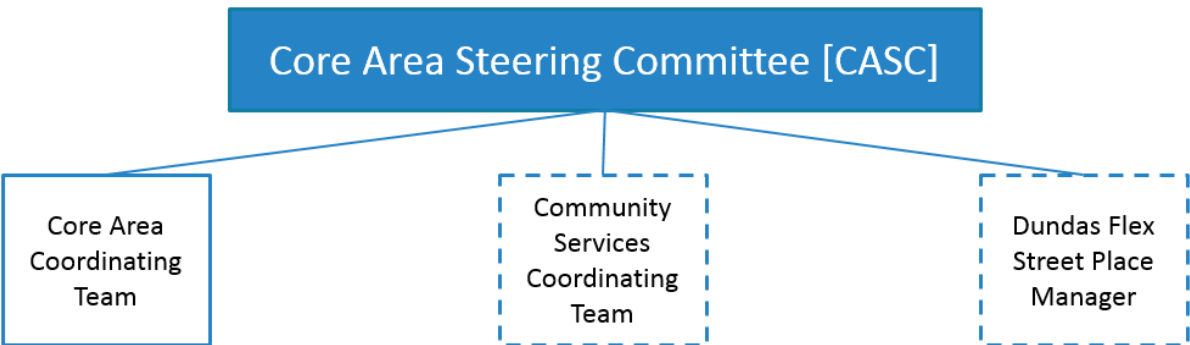 Core Area Steering Committee [CASC]
Core Area
Coordinating
Team
Community
Services
Coordinating
Team
Dundas Flex
Street Place
Manager